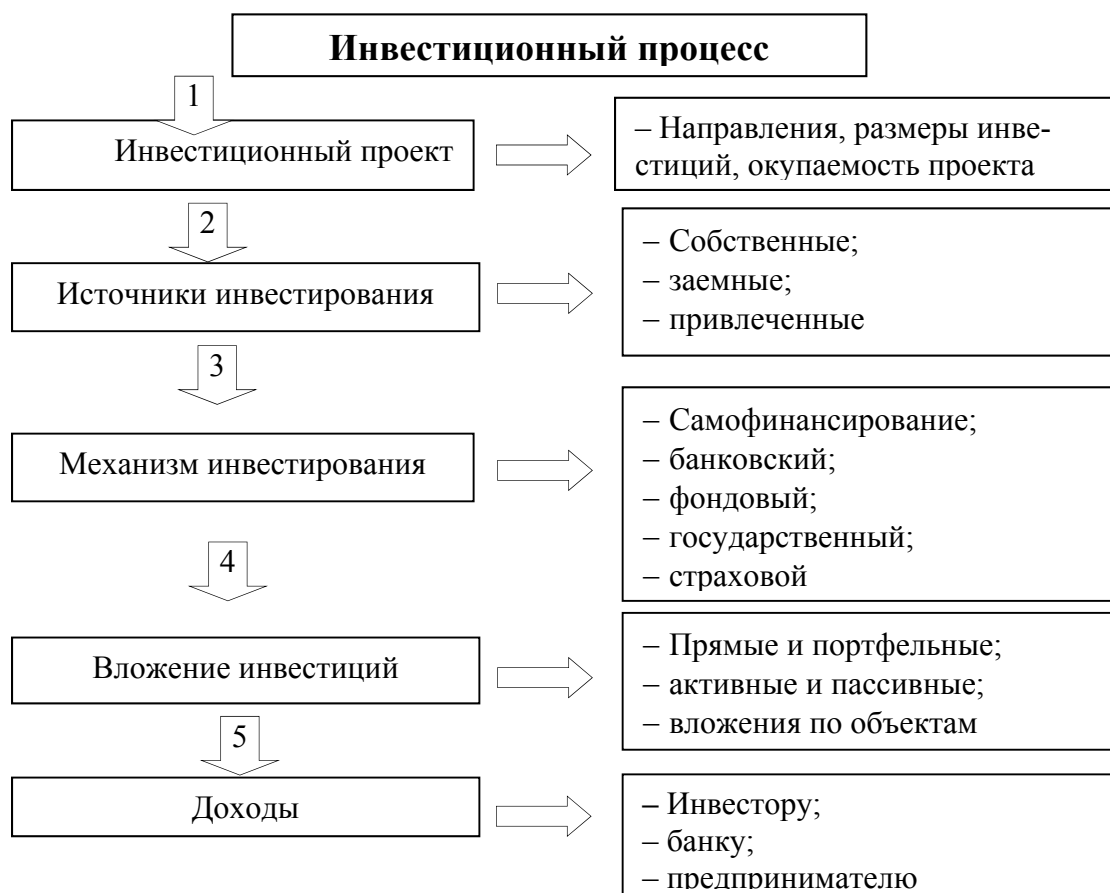 Инвестиционный процесс
1
Инвестиционный проект
– Направления, размеры инве-
стиций, окупаемость проекта
2
Источники инвестирования
– Собственные;
– заемные;
– привлеченные
3
Механизм инвестирования
– Самофинансирование;
– банковский;
– фондовый;
– государственный;
– страховой
4
Вложение инвестиций
– Прямые и портфельные;
– активные и пассивные;
– вложения по объектам
5
Доходы
– Инвестору;
– банку;
– предпринимателю